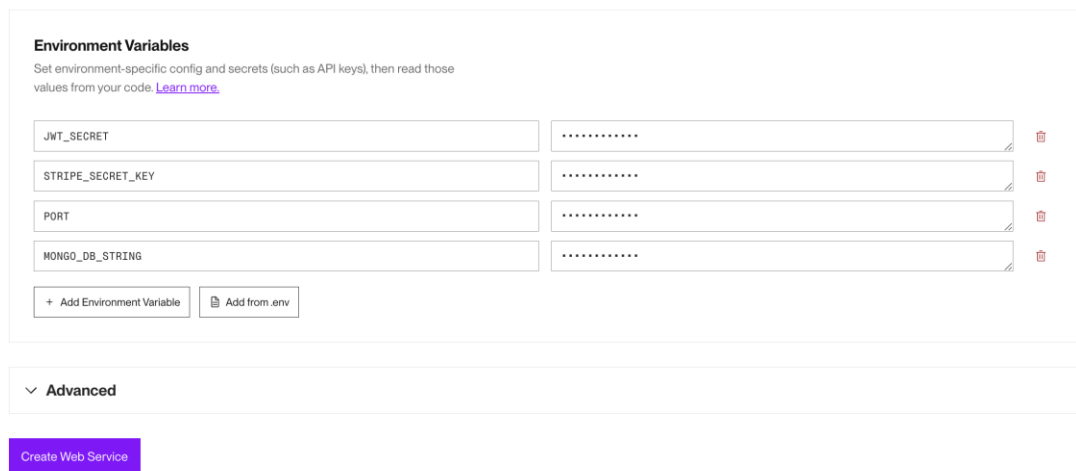 Environment Variables
Set environment-specific config and secrets (such as API keys), then read those
values from your code. Learn more.
JWT_SECRET ••••••••••••
STRIPE_SECRET_KEY ••••••••••••
PORT ••••••••••••
MONGO_DB_STRING ••••••••••••
+ Add Environment Variable Add from .env
Advanced
Create Web Service